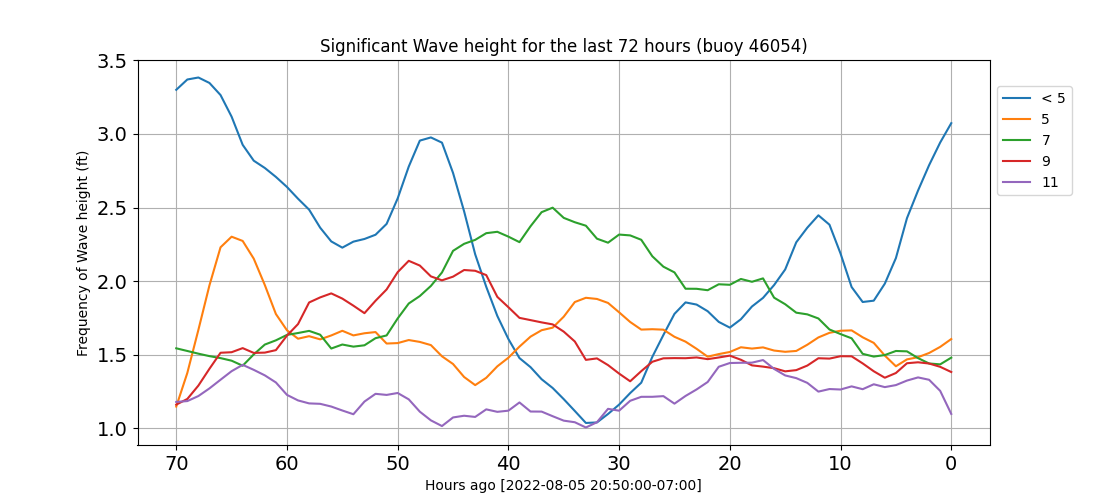 Significant Wave height for the last 72 hours (buoy 46054)
3.5
3.0
2.5
2.0
1.5
1.0
Frequency of Wave height (ft)
70 60 50 40 30 20 10 0
Hours ago [2022-08-05 20:50:00-07:00]
< 5
5
7
9
11